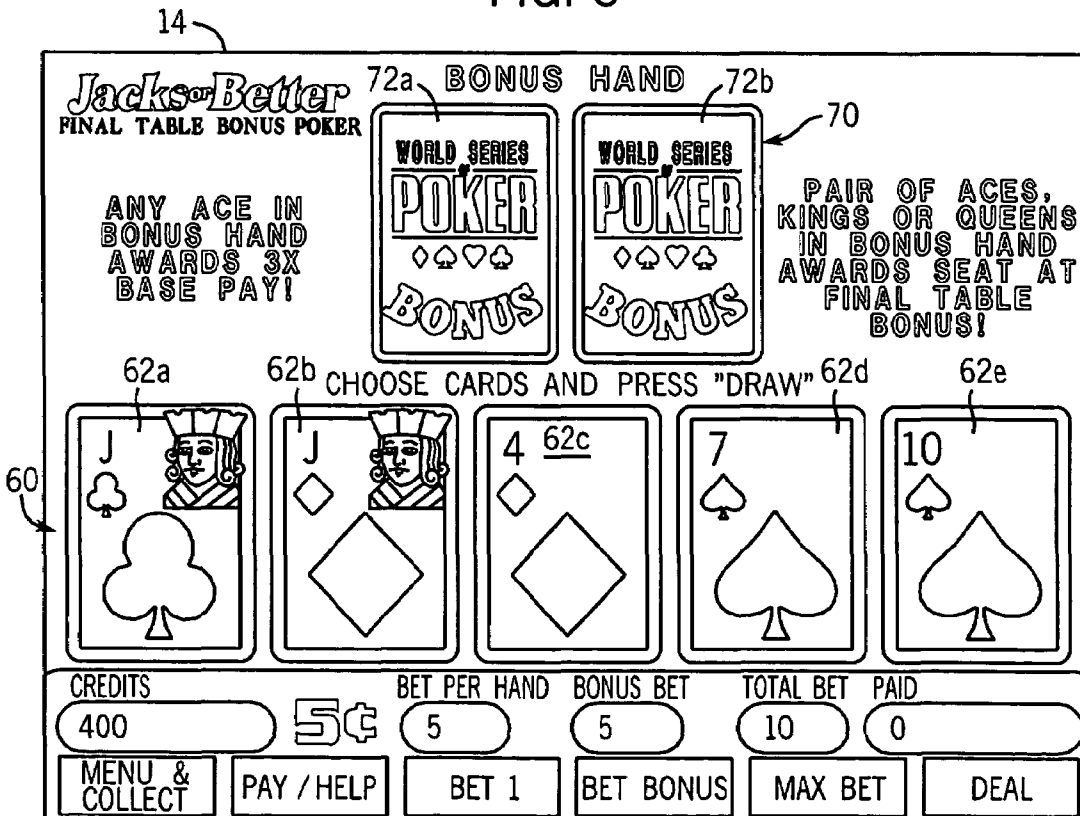 14
Jacks or Better
FINAL TABLE BONUS POKER
72a
BONUS HAND
72b
70
WORLD SERIES
OF
POKER
BONUS
WORLD SERIES
OF
POKER
BONUS
ANY ACE IN
BONUS HAND
AWARDS 3X
BASE PAY!
PAIR OF ACES,
KINGS OR QUEENS
IN BONUS HAND
AWARDS SEAT AT
FINAL TABLE
BONUS!
62a
62b
CHOOSE CARDS AND PRESS "DRAW"
62d
62e
60
J
J
4
62c
7
10
CREDITS
400
5¢
BET PER HAND
5
BONUS BET
5
TOTAL BET
10
PAID
0
MENU &
COLLECT
PAY / HELP
BET 1
BET BONUS
MAX BET
DEAL